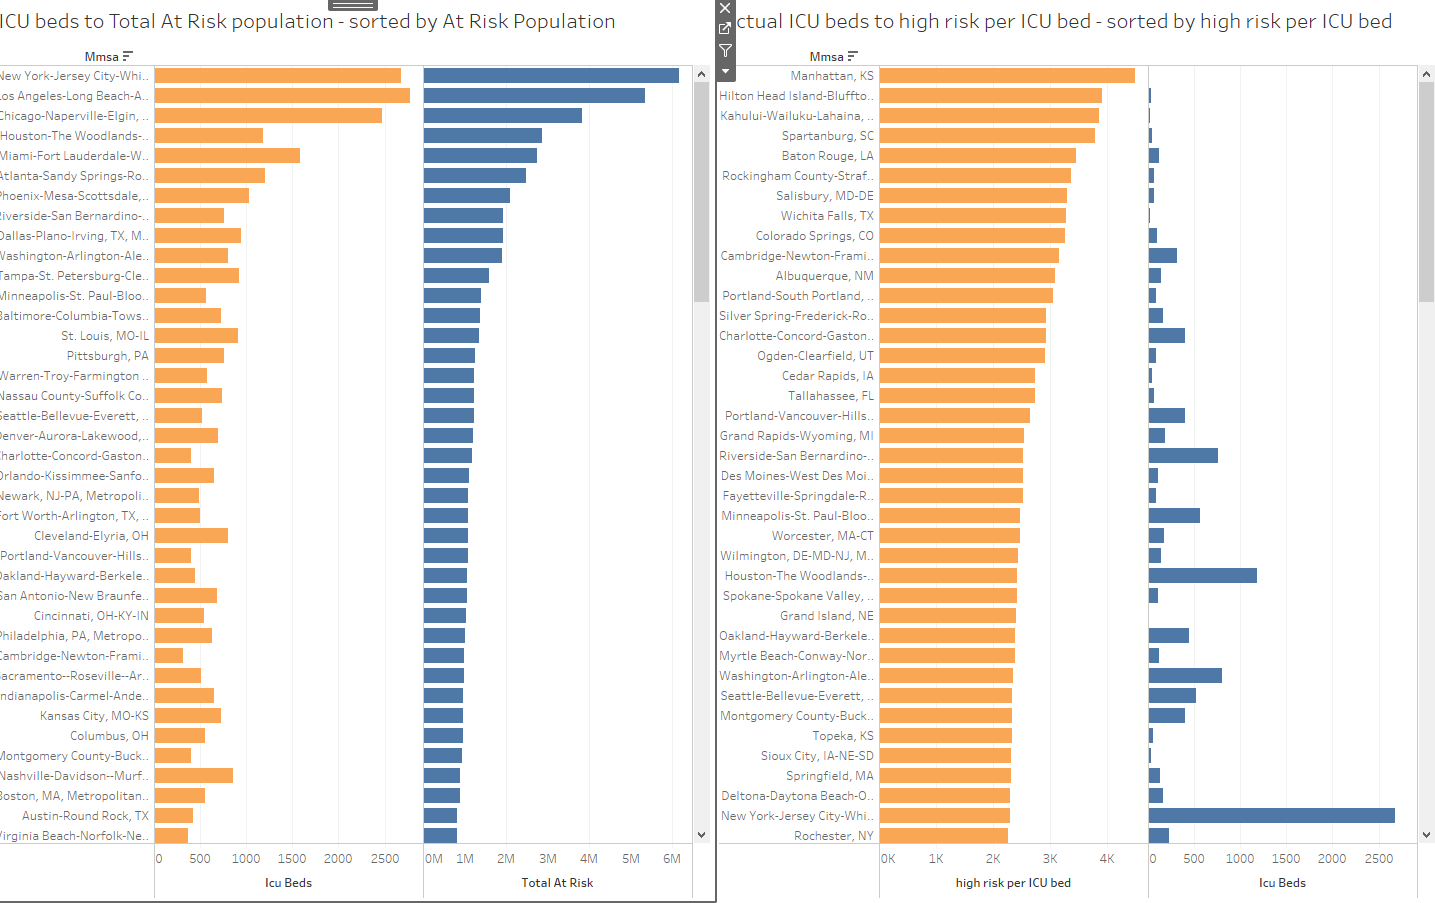 ICU beds to Total At Risk population - sorted by At Risk Population
Mmsa
New York-Jersey City-Whi..
Los Angeles-Long Beach-A..
Chicago-Naperville-Elgin, ..
Houston-The Woodlands-..
Miami-Fort Lauderdale-W..
Atlanta-Sandy Springs-Ro..
Phoenix-Mesa-Scottsdale,..
Riverside-San Bernardino-..
Dallas-Plano-Irving, TX, M..
Washington-Arlington-Ale..
Tampa-St. Petersburg-Cle..
Minneapolis-St. Paul-Bloo..
Baltimore-Columbia-Tows..
St. Louis, MO-IL
Pittsburgh, PA
Warren-Troy-Farmington ..
Nassau County-Suffolk Co..
Seattle-Bellevue-Everett, ..
Denver-Aurora-Lakewood,..
Charlotte-Concord-Gaston..
Orlando-Kissimmee-Sanfo..
Newark, NJ-PA, Metropoli..
Fort Worth-Arlington, TX, ..
Cleveland-Elyria, OH
Portland-Vancouver-Hills..
Oakland-Hayward-Berkele..
San Antonio-New Braunfe..
Cincinnati, OH-KY-IN
Philadelphia, PA, Metropo..
Cambridge-Newton-Frami..
Sacramento--Roseville--Ar..
Indianapolis-Carmel-Ande..
Kansas City, MO-KS
Columbus, OH
Montgomery County-Buck..
Nashville-Davidson--Murf..
Boston, MA, Metropolitan..
Austin-Round Rock, TX
Virginia Beach-Norfolk-Ne..
0 500 1000 1500 2000 2500
0M 1M 2M 3M 4M 5M 6M
Icu Beds
Total At Risk
ctual ICU beds to high risk per ICU bed - sorted by high risk per ICU bed
Mmsa
Manhattan, KS
Hilton Head Island-Bluffto..
Kahului-Wailuku-Lahaina, ..
Spartanburg, SC
Baton Rouge, LA
Rockingham County-Straf..
Salisbury, MD-DE
Wichita Falls, TX
Colorado Springs, CO
Cambridge-Newton-Frami..
Albuquerque, NM
Portland-South Portland, ..
Silver Spring-Frederick-Ro..
Charlotte-Concord-Gaston..
Ogden-Clearfield, UT
Cedar Rapids, IA
Tallahassee, FL
Portland-Vancouver-Hills..
Grand Rapids-Wyoming, MI
Riverside-San Bernardino-..
Des Moines-West Des Moi..
Fayetteville-Springdale-R..
Minneapolis-St. Paul-Bloo..
Worcester, MA-CT
Wilmington, DE-MD-NJ, M..
Houston-The Woodlands-..
Spokane-Spokane Valley, ..
Grand Island, NE
Oakland-Hayward-Berkele..
Myrtle Beach-Conway-Nor..
Washington-Arlington-Ale..
Seattle-Bellevue-Everett, ..
Montgomery County-Buck..
Topeka, KS
Sioux City, IA-NE-SD
Springfield, MA
Deltona-Daytona Beach-O..
New York-Jersey City-Whi..
Rochester, NY
0K 1K 2K 3K 4K
0 500 1000 1500 2000 2500
high risk per ICU bed
Icu Beds